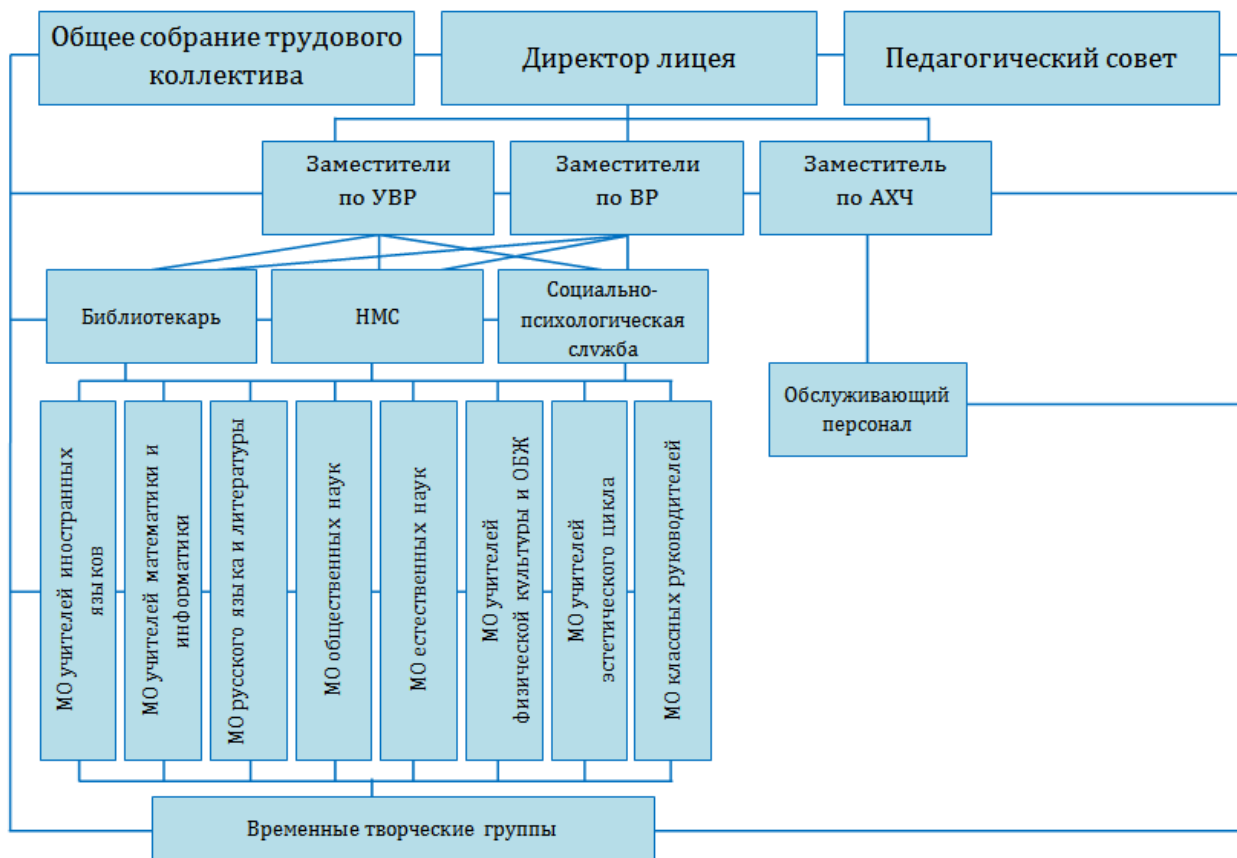 Общее собрание трудового
коллектива
Директор лицея
Педагогический совет
Заместители
по УВР
Заместители
по ВР
Заместитель
по АХЧ
Библиотекарь
НМС
Социально-
психологическая
служба
Обслуживающий
персонал
МО учителей иностранных
языков
МО учителей математики и
информатики
МО русского языка и литературы
МО общественных наук
МО естественных наук
МО учителей
физической культуры и ОБЖ
МО учителей
эстетического цикла
МО классных руководителей
Временные творческие группы